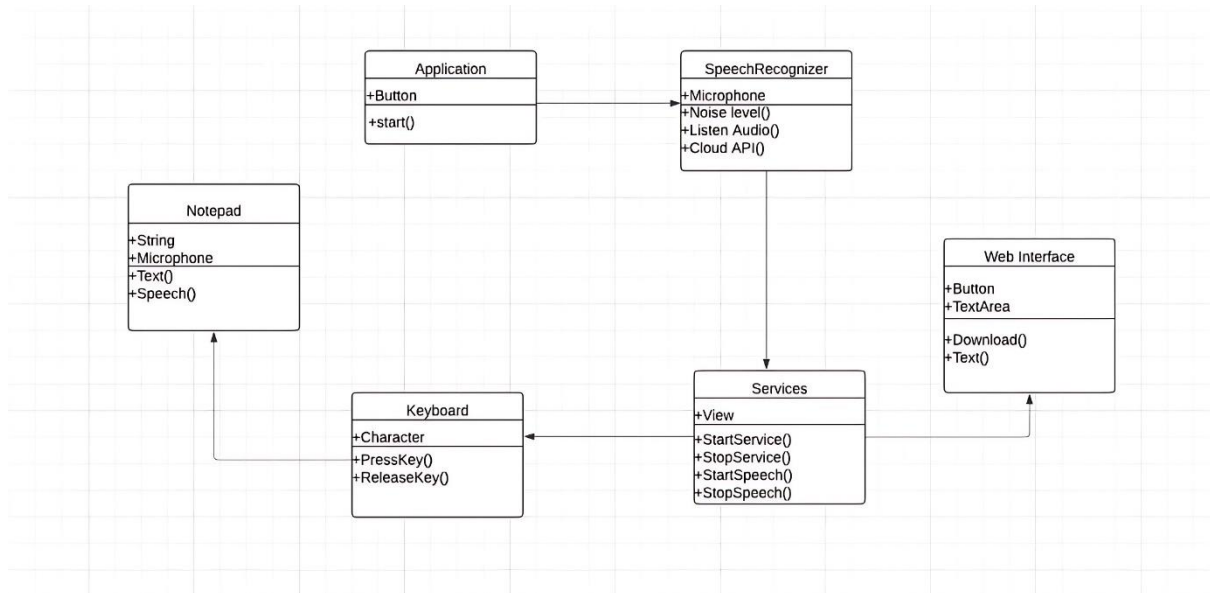 Application
+Button
+start()
SpeechRecognizer
+Microphone
+Noise level()
+Listen Audio()
+Cloud API()
Notepad
+String
+Microphone
+Text()
+Speech()
Web Interface
+Button
+TextArea
+Download()
+Text()
Keyboard
+Character
+PressKey()
+ReleaseKey()
Services
+View
+StartService()
+StopService()
+StartSpeech()
+StopSpeech()